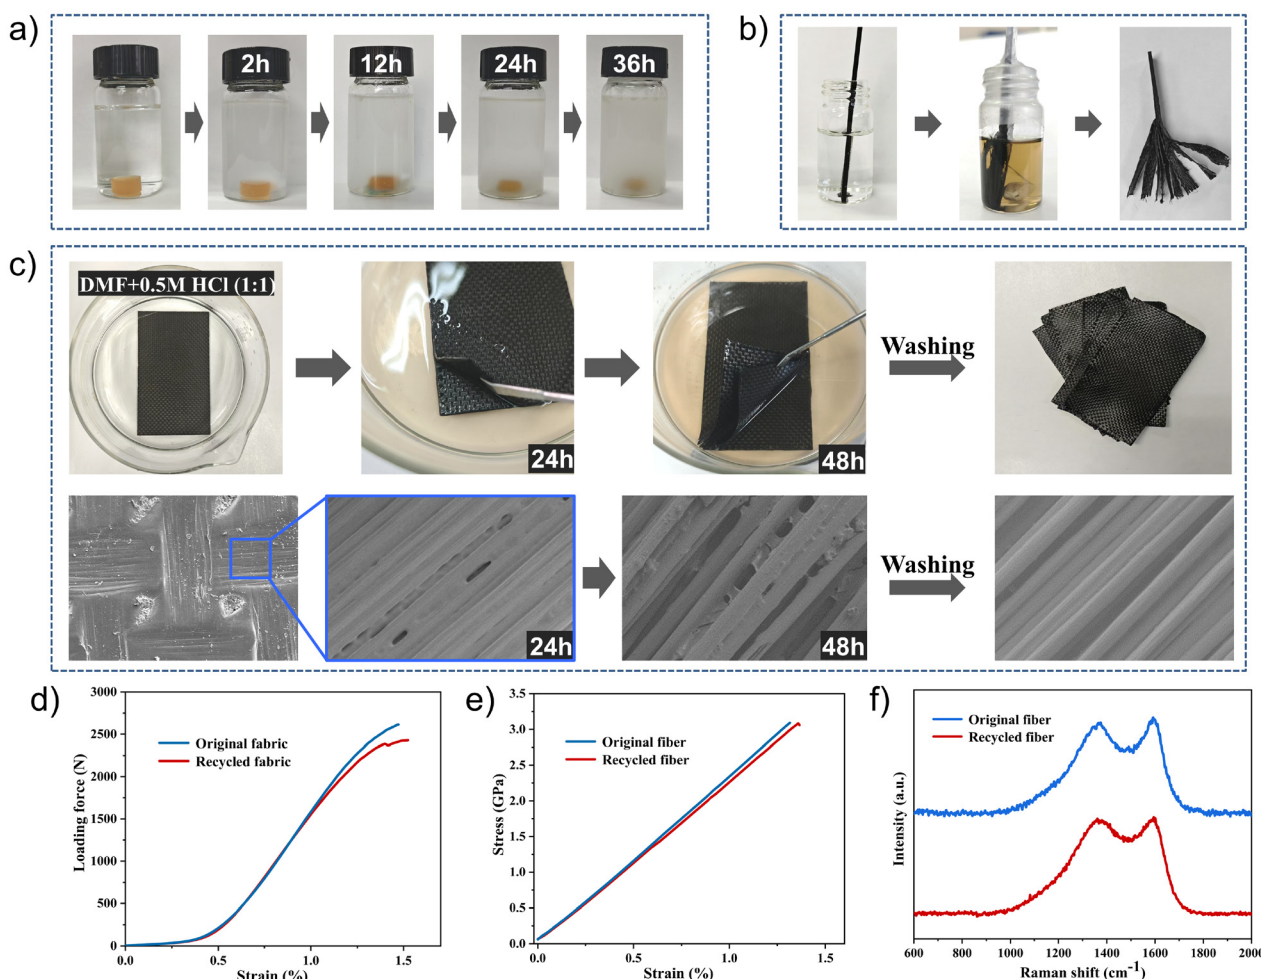 a)
2h
12h
24h
36h
b)
c)
DMF+0.5M HCl (1:1)
24h
48h
Washing
24h
48h
Washing
d)
3000
2500
2000
1500
1000
500
0
0.0
0.5
1.0
1.5
Loading force (N)
Strain (%)
Original fabric
Recycled fabric
e)
3.5
3.0
2.5
2.0
1.5
1.0
0.5
0.0
0.0
0.5
1.0
1.5
Stress (GPa)
Strain (%)
Original fiber
Recycled fiber
f)
Original fiber
Recycled fiber
Intensity (a.u.)
600
800
1000
1200
1400
1600
1800
2000
Raman shift (cm⁻¹)